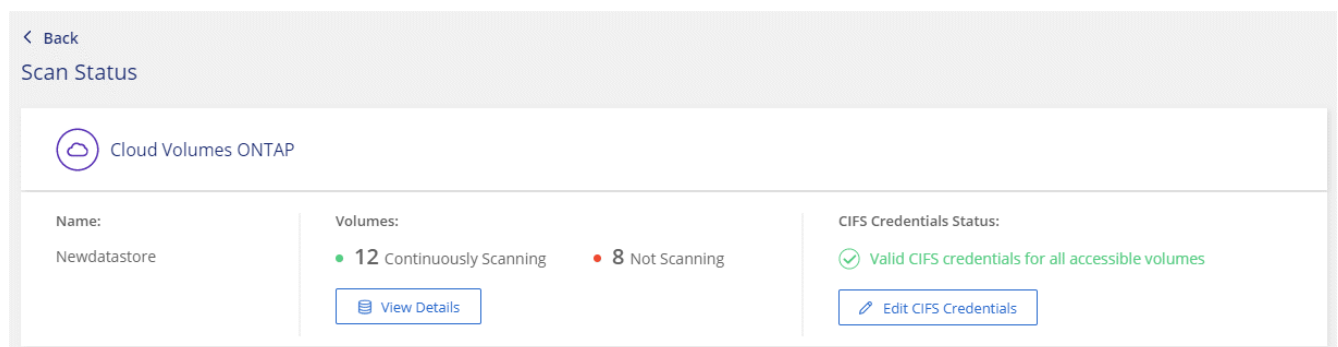 Back
Scan Status
Cloud Volumes ONTAP
Name:
Newdatastore
Volumes:
12 Continuously Scanning
8 Not Scanning
View Details
CIFS Credentials Status:
Valid CIFS credentials for all accessible volumes
Edit CIFS Credentials